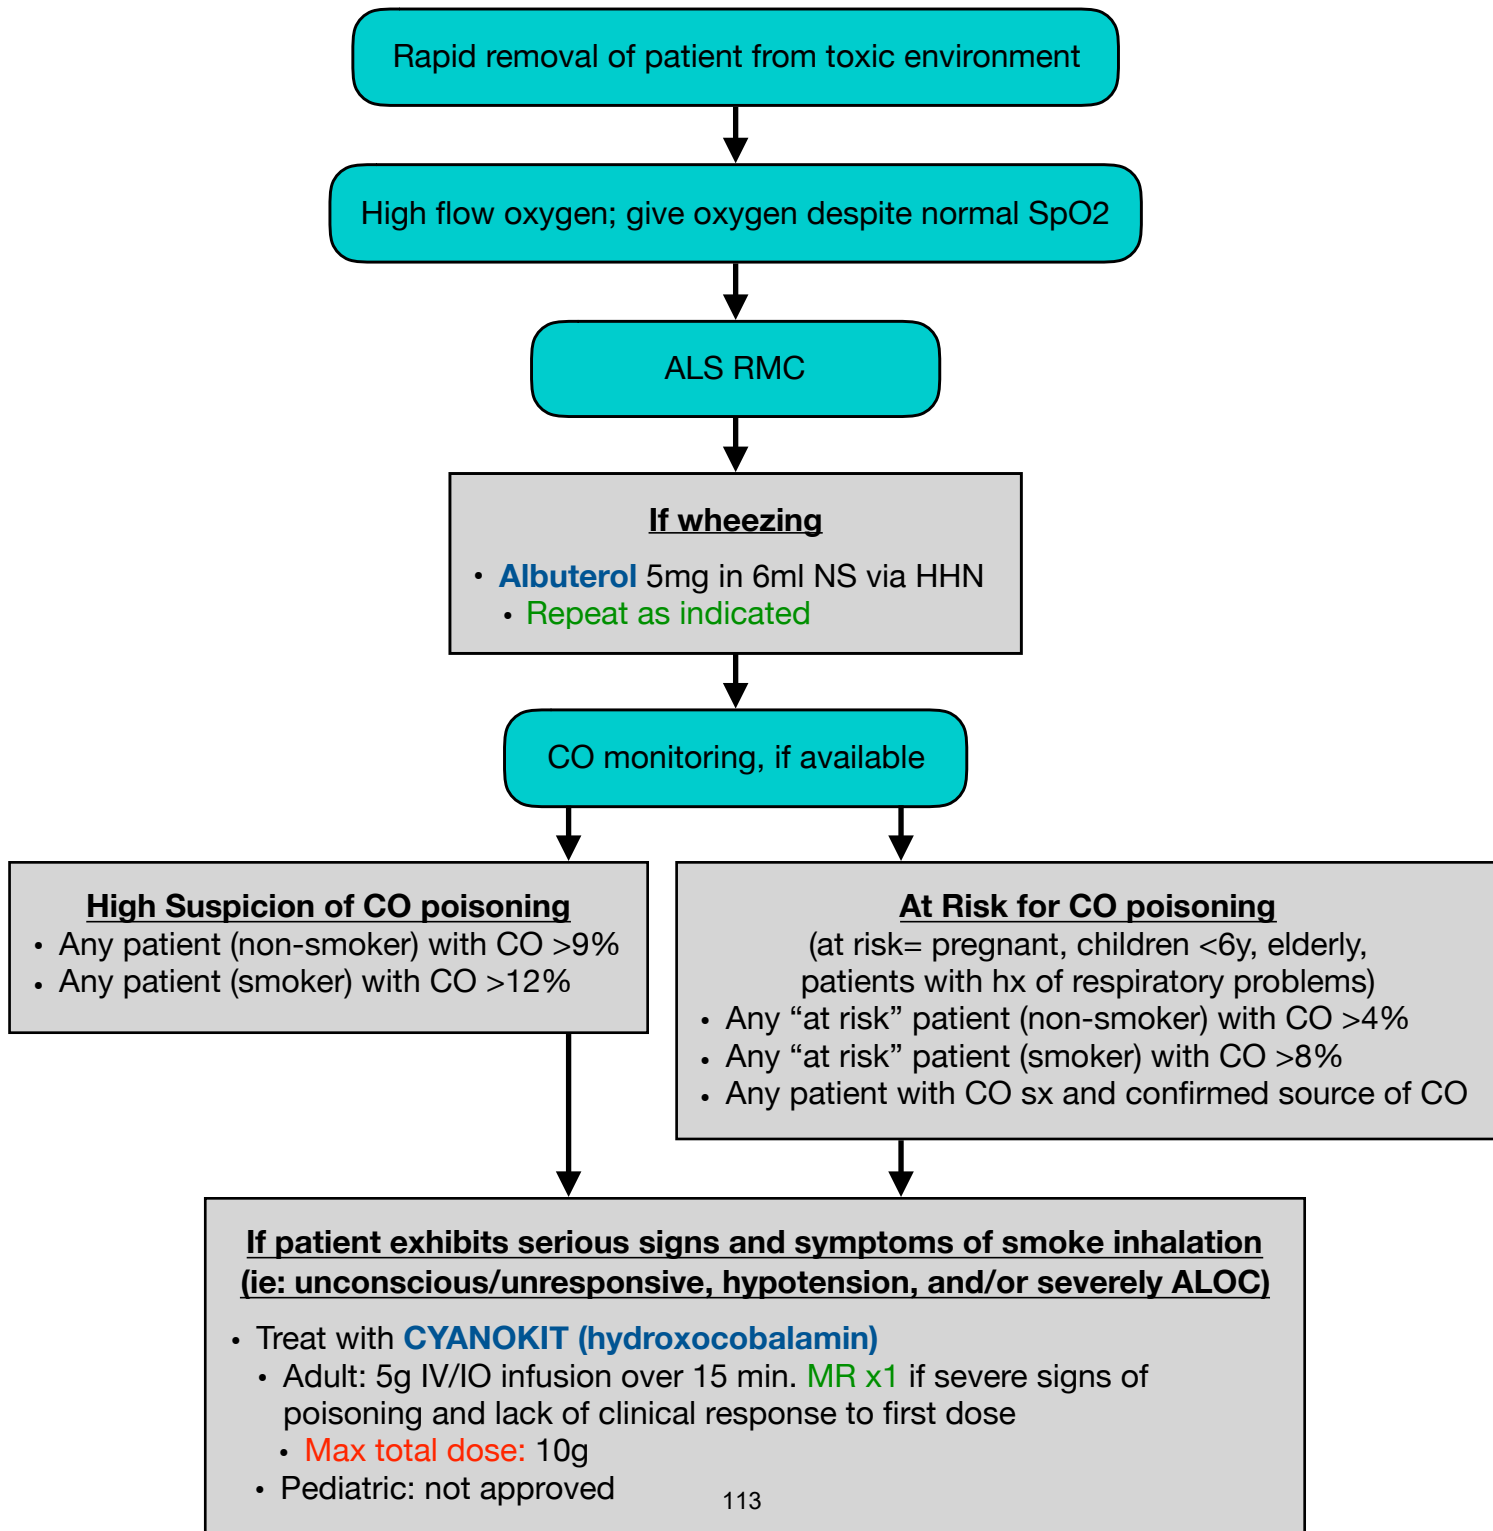 Rapid removal of patient from toxic environment
High flow oxygen; give oxygen despite normal SpO2
ALS RMC
If wheezing
• Albuterol 5mg in 6ml NS via HHN
• Repeat as indicated
CO monitoring, if available
High Suspicion of CO poisoning
• Any patient (non-smoker) with CO >9%
• Any patient (smoker) with CO >12%
At Risk for CO poisoning
(at risk= pregnant, children <6y, elderly,
patients with hx of respiratory problems)
• Any “at risk” patient (non-smoker) with CO >4%
• Any “at risk” patient (smoker) with CO >8%
• Any patient with CO sx and confirmed source of CO
If patient exhibits serious signs and symptoms of smoke inhalation
(ie: unconscious/unresponsive, hypotension, and/or severely ALOC)
• Treat with CYANOKIT (hydroxocobalamin)
• Adult: 5g IV/IO infusion over 15 min. MR x1 if severe signs of
poisoning and lack of clinical response to first dose
• Max total dose: 10g
• Pediatric: not approved
113